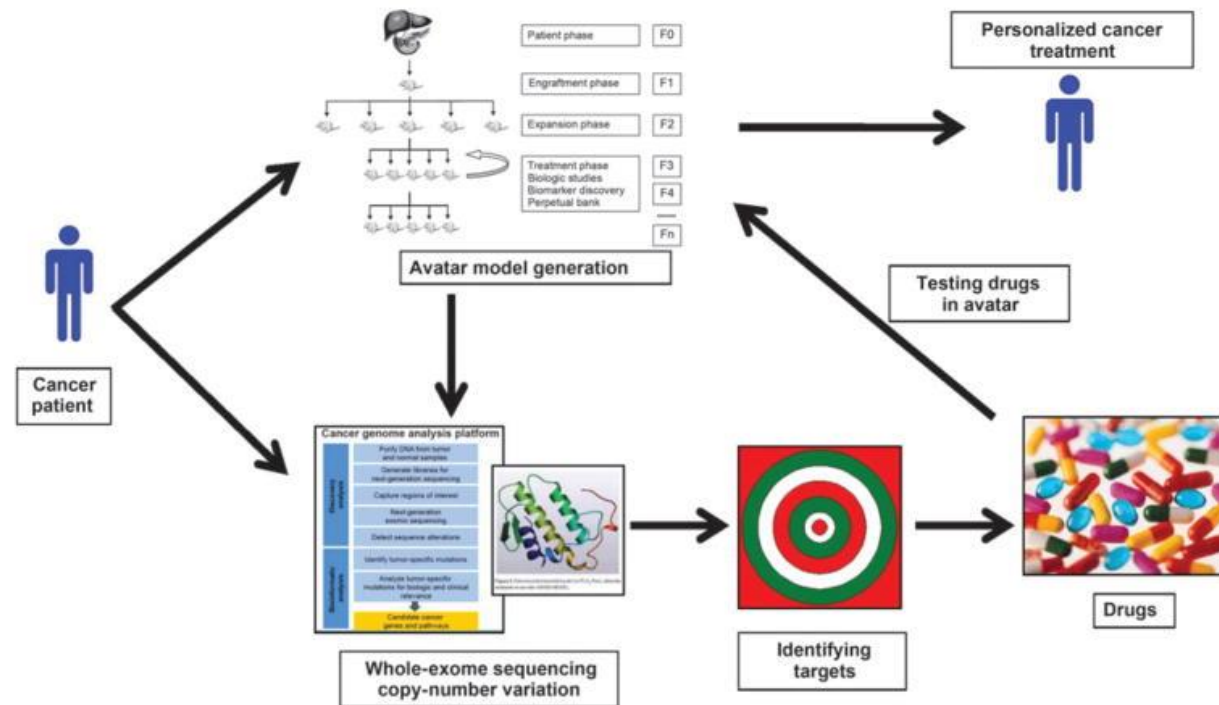 Patient phase
F0
Engraftment phase
F1
Expansion phase
F2
Treatment phase
Biologic studies
Biomarker discovery
Perpetual bank
F3
F4
Fn
Avatar model generation
Personalized cancer
treatment
Testing drugs
in avatar
Cancer
patient
Cancer genome analysis platform
Discovery
analysis
Purify DNA from tumor
and normal samples
Generate libraries for
next-generation sequencing
Capture regions of interest
Next-generation
exomic sequencing
Detect sequence alterations
Bioinformatic
analysis
Identify tumor-specific mutations
Analyze tumor-specific
mutations for biologic and clinical
relevance
Candidate cancer
genes and pathways
Whole-exome sequencing
copy-number variation
Identifying
targets
Drugs